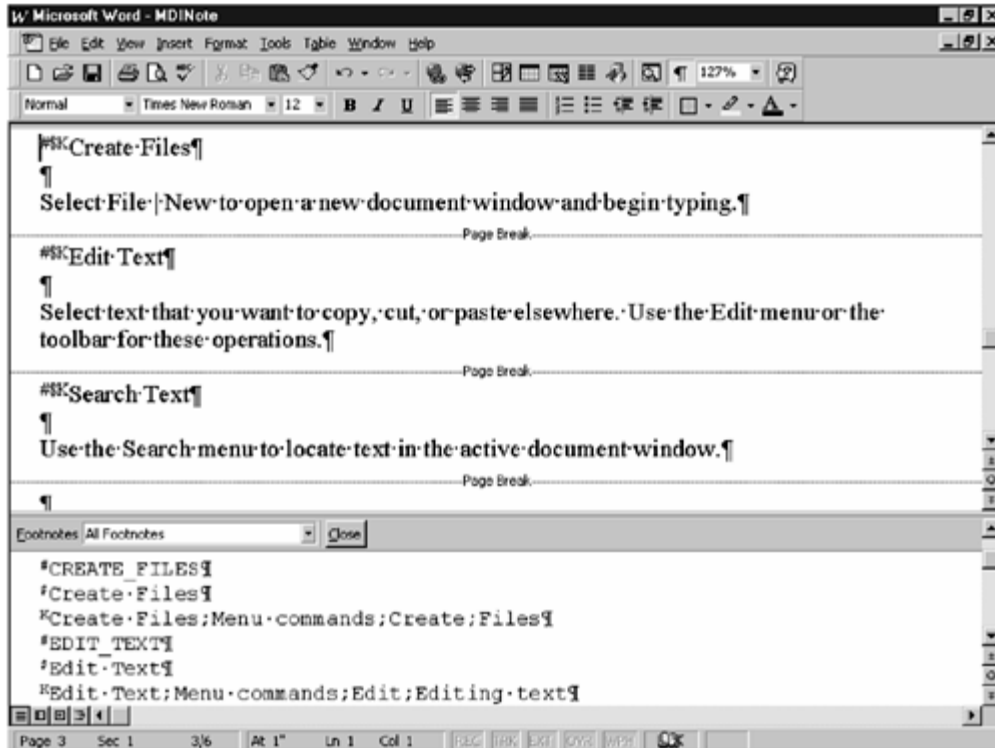 Microsoft Word - MDINote
File Edit View Insert Format Tools Table Window Help
127%
Normal Times New Roman 12 B I U A
#$KCreate·Files¶
¶
Select·File·|·New·to·open·a·new·document·window·and·begin·typing.¶
Page Break
#$KEdit·Text¶
¶
Select·text·that·you·want·to·copy,·cut,·or·paste·elsewhere.·Use·the·Edit·menu·or·the·
toolbar·for·these·operations.¶
Page Break
#$KSearch·Text¶
¶
Use·the·Search·menu·to·locate·text·in·the·active·document·window.¶
Page Break
¶
Footnotes All Footnotes Close
#CREATE_FILES¶
$Create·Files¶
KCreate·Files;Menu·commands;Create;Files¶
#EDIT_TEXT¶
$Edit·Text¶
KEdit·Text;Menu·commands;Edit;Editing·text¶
Page 3 Sec 1 3/6 At 1" Ln 1 Col 1 REC TRK EXT OVR WPH